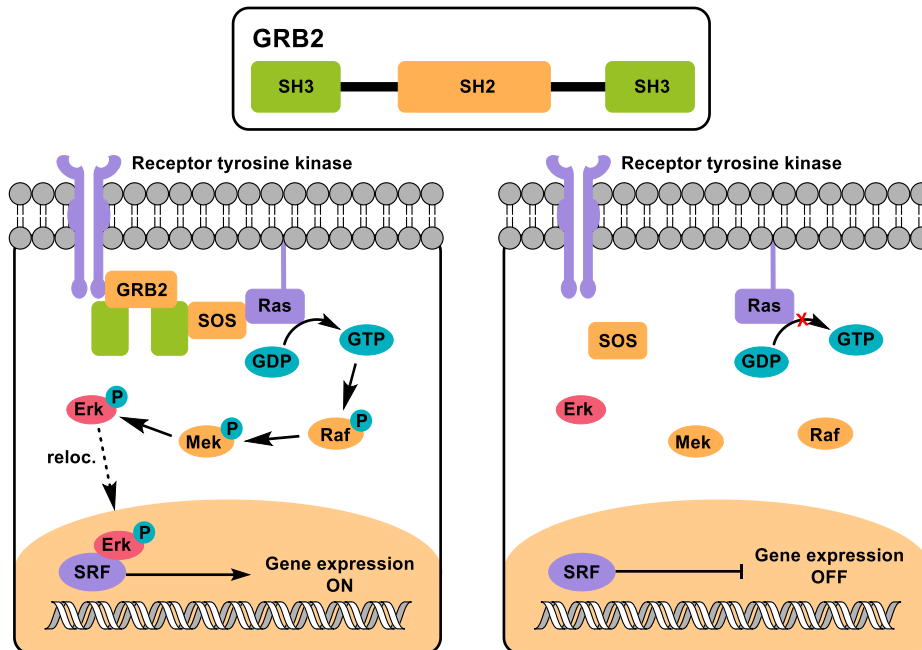 GRB2
SH3 SH2 SH3
Receptor tyrosine kinase
GRB2
SOS
Ras
GDP
GTP
Erk P
Mek P
Raf P
reloc.
Erk P
SRF
Gene expression
ON
Receptor tyrosine kinase
Ras
SOS
x
GDP
GTP
Erk
Mek
Raf
SRF
Gene expression
OFF